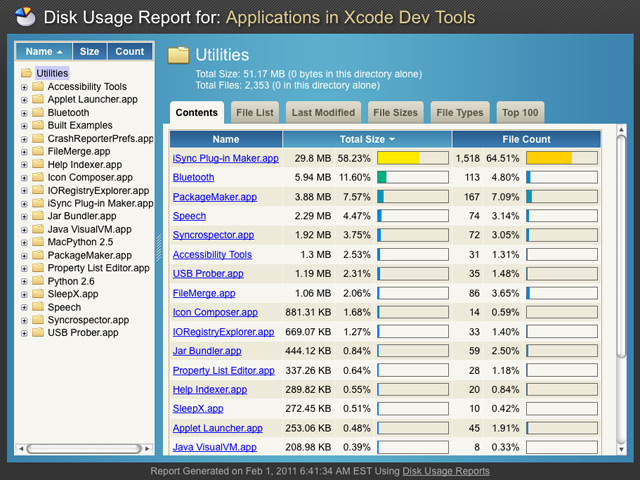 Disk Usage Report for: Applications in Xcode Dev Tools
Name Size Count
Utilities
Accessibility Tools
Applet Launcher.app
Bluetooth
Built Examples
CrashReporterPrefs.app
FileMerge.app
Help Indexer.app
Icon Composer.app
IORegistryExplorer.app
iSync Plug-in Maker.app
Jar Bundler.app
Java VisualVM.app
MacPython 2.5
PackageMaker.app
Property List Editor.app
Python 2.6
SleepX.app
Speech
Syncrospector.app
USB Prober.app
Utilities
Total Size: 51.17 MB (0 bytes in this directory alone)
Total Files: 2,353 (0 in this directory alone)
Contents File List Last Modified File Sizes File Types Top 100
Name Total Size File Count
iSync Plug-in Maker.app 29.8 MB 58.23% 1,518 64.51%
Bluetooth 5.94 MB 11.60% 113 4.80%
PackageMaker.app 3.88 MB 7.57% 167 7.09%
Speech 2.29 MB 4.47% 74 3.14%
Syncrospector.app 1.92 MB 3.75% 72 3.05%
Accessibility Tools 1.3 MB 2.53% 31 1.31%
USB Prober.app 1.19 MB 2.31% 35 1.48%
FileMerge.app 1.06 MB 2.06% 86 3.65%
Icon Composer.app 881.31 KB 1.68% 14 0.59%
IORegistryExplorer.app 669.07 KB 1.27% 33 1.40%
Jar Bundler.app 444.12 KB 0.84% 59 2.50%
Property List Editor.app 337.26 KB 0.64% 28 1.18%
Help Indexer.app 289.82 KB 0.55% 20 0.84%
SleepX.app 272.45 KB 0.51% 10 0.42%
Applet Launcher.app 253.06 KB 0.48% 45 1.91%
Java VisualVM.app 208.98 KB 0.39% 8 0.33%
Report Generated on Feb 1, 2011 6:41:34 AM EST Using Disk Usage Reports